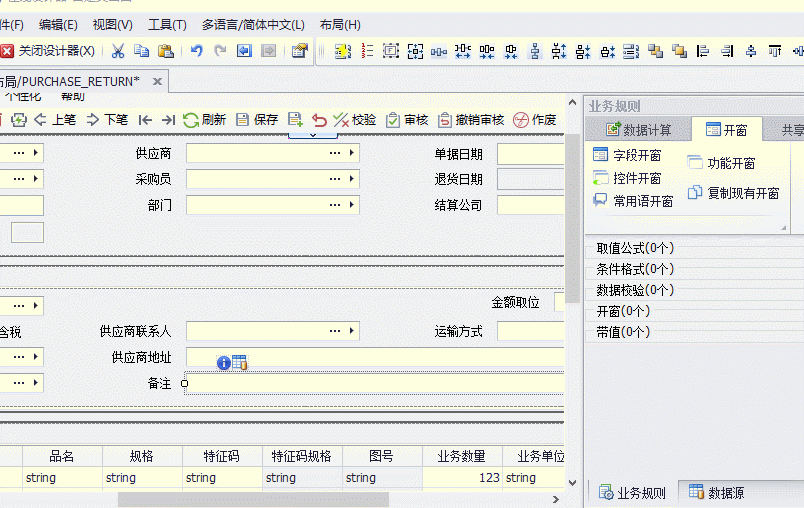 件(F) 编辑(E) 视图(V) 工具(T) 多语言/简体中文(L) 布局(H)
关闭设计器(X)
布局/PURCHASE_RETURN*
个性化 帮助
上笔 下笔 刷新 保存 校验 审核 撤销审核 作废
供应商 单据日期
采购员 退货日期
部门 结算公司
金额取位
含税 供应商联系人 运输方式
供应商地址
备注
品名 规格 特征码 特征码规格 图号 业务数量 业务单位
string string string string string 123 string
业务规则
数据计算 开窗 共享
字段开窗 功能开窗
控件开窗
常用语开窗 复制现有开窗
取值公式(0个)
条件格式(0个)
数据校验(0个)
开窗(0个)
带值(0个)
业务规则 数据源